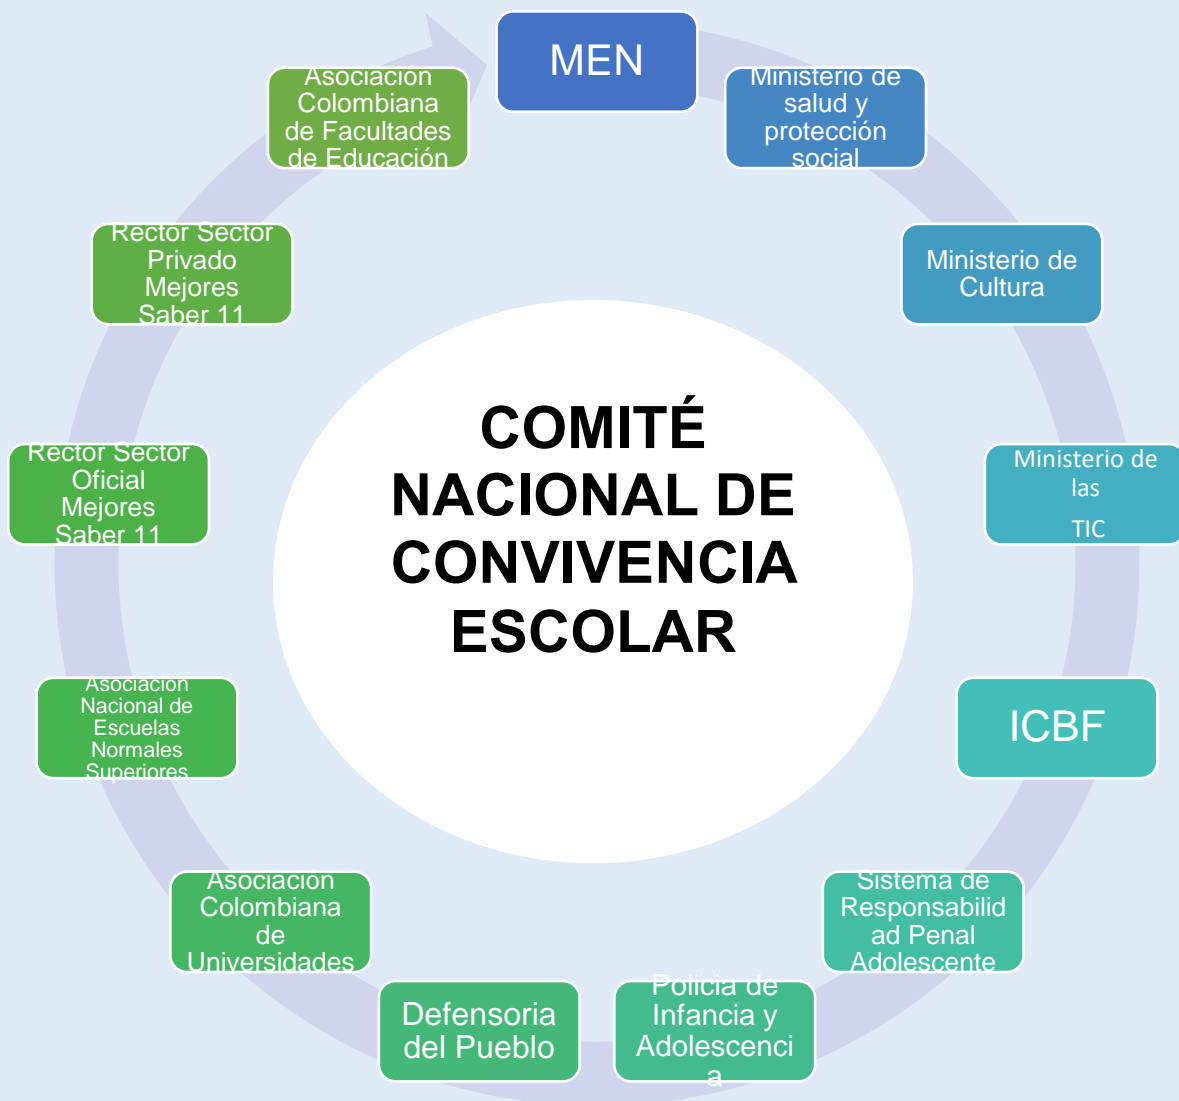 MEN
Ministerio de
salud y
protección
social
Ministerio de
Cultura
Ministerio de
las
TIC
ICBF
Sistema de
Responsabilid
ad Penal
Adolescente
Policia de
Infancia y
Adolescenci
a
Defensoria
del Pueblo
Asociación
Colombiana
de
Universidades
Asociación
Nacional de
Escuelas
Normales
Superiores
Rector Sector
Oficial
Mejores
Saber 11
Rector Sector
Privado
Mejores
Saber 11
Asociación
Colombiana
de Facultades
de Educación
COMITÉ
NACIONAL DE
CONVIVENCIA
ESCOLAR